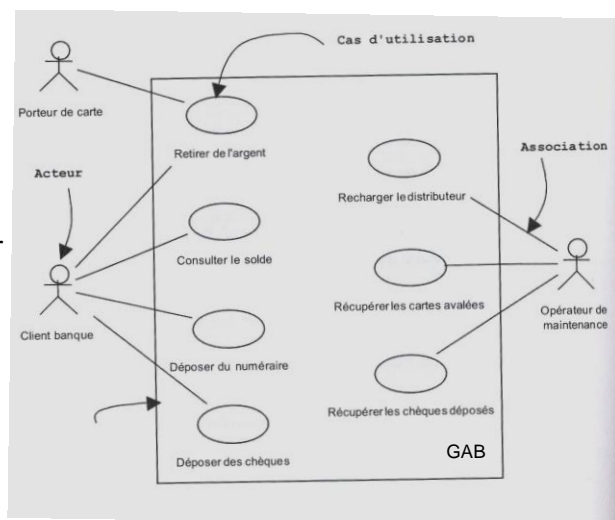 Cas d'utilisation
Porteur de carte
Retirer de l'argent
Association
Acteur
Recharger le distributeur
Consulter le solde
Récupérer les cartes avalées
Opérateur de
maintenance
Client banque
Déposer du numéraire
Récupérer les chèques déposés
GAB
Déposer des chèques